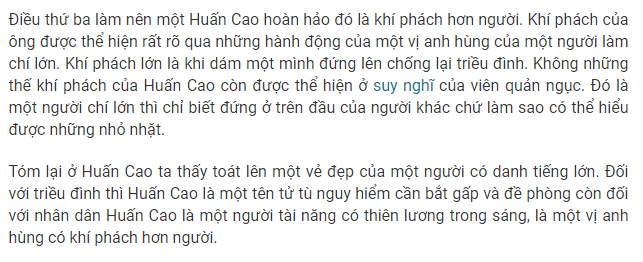 Điều thứ ba làm nên một Huấn Cao hoàn hảo đó là khí phách hơn người. Khí phách của
ông được thể hiện rất rõ qua những hành động của một vị anh hùng của một người làm
chí lớn. Khí phách lớn là khi dám một mình đứng lên chống lại triều đình. Không những
thế khí phách của Huấn Cao còn được thể hiện ở suy nghĩ của viên quản ngục. Đó là
một người chí lớn thì chỉ biết đứng ở trên đầu của người khác chứ làm sao có thể hiểu
được những nhỏ nhặt.
Tóm lại ở Huấn Cao ta thấy toát lên một vẻ đẹp của một người có danh tiếng lớn. Đối
với triều đình thì Huấn Cao là một tên tử tù nguy hiểm cần bắt gấp và đề phòng còn đối
với nhân dân Huấn Cao là một người tài năng có thiên lương trong sáng, là một vị anh
hùng có khí phách hơn người.